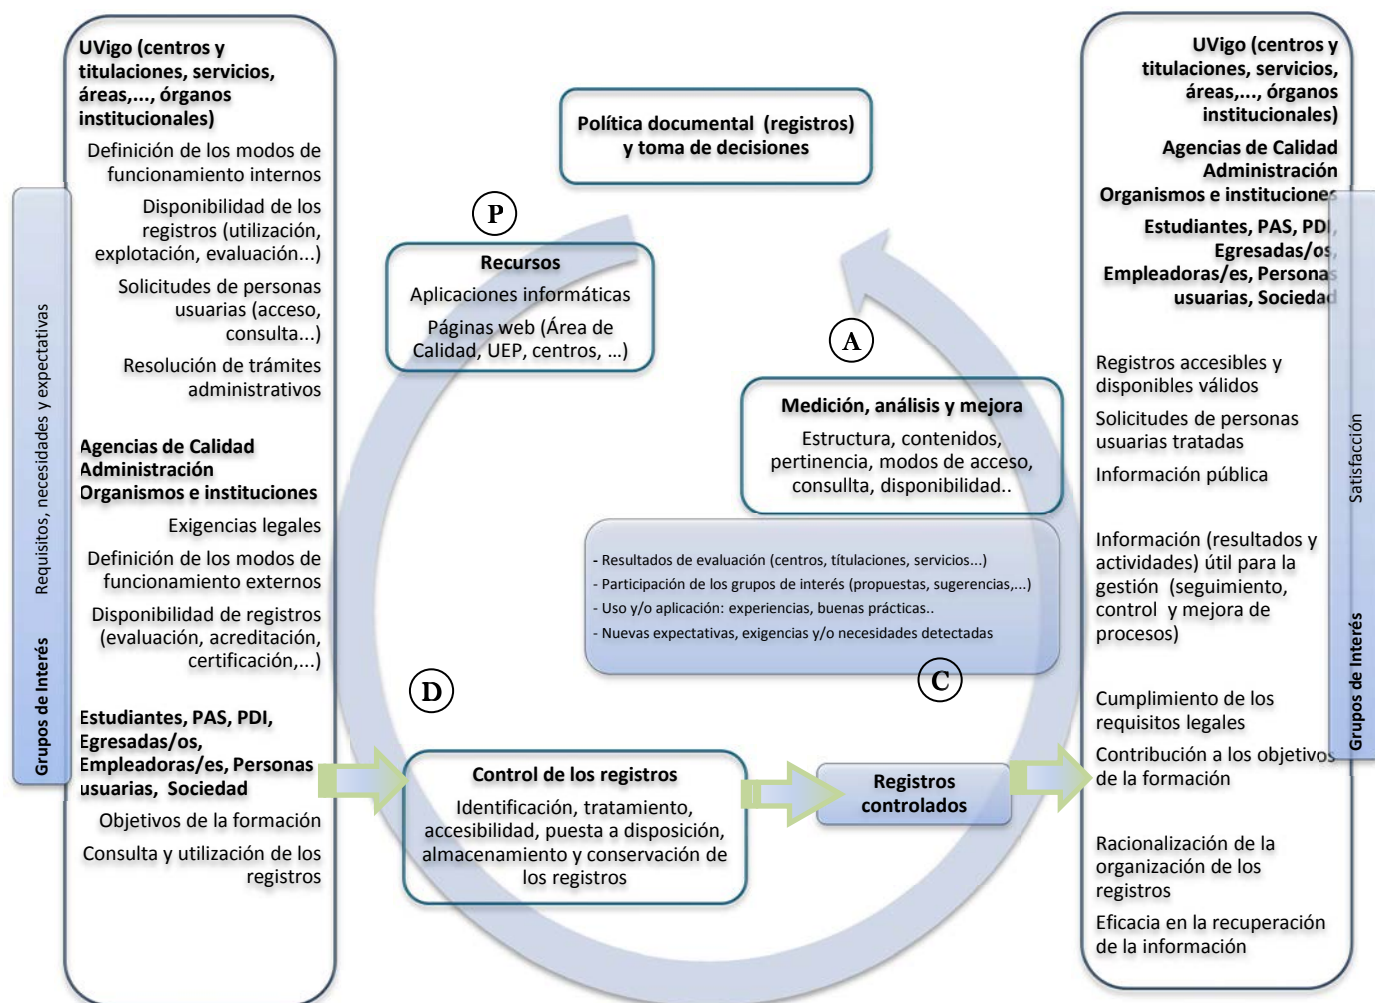 UVigo (centros y
titulaciones, servicios,
áreas,..., órganos
institucionales)
Definición de los modos de
funcionamiento internos
Disponibilidad de los
registros (utilización,
explotación, evaluación...)
Solicitudes de personas
usuarias (acceso,
consulta...)
Resolución de trámites
administrativos
Agencias de Calidad
Administración
Organismos e instituciones
Exigencias legales
Definición de los modos de
funcionamiento externos
Disponibilidad de registros
(evaluación, acreditación,
certificación,...)
Estudiantes, PAS, PDI,
Egresadas/os,
Empleadoras/es, Personas
usuarias, Sociedad
Objetivos de la formación
Consulta y utilización de los
registros
Grupos de Interés
Requisitos, necesidades y expectativas
Política documental (registros)
y toma de decisiones
P
Recursos
Aplicaciones informáticas
Páginas web (Área de
Calidad, UEP, centros, ...)
A
Medición, análisis y mejora
Estructura, contenidos,
pertinencia, modos de acceso,
consullta, disponibilidad..
- Resultados de evaluación (centros, títulaciones, servicios...)
- Participación de los grupos de interés (propuestas, sugerencias,...)
- Uso y/o aplicación: experiencias, buenas prácticas..
- Nuevas expectativas, exigencias y/o necesidades detectadas
D
C
Control de los registros
Identificación, tratamiento,
accesibilidad, puesta a disposición,
almacenamiento y conservación de
los registros
Registros
controlados
UVigo (centros y
titulaciones, servicios,
áreas,..., órganos
institucionales)
Agencias de Calidad
Administración
Organismos e instituciones
Estudiantes, PAS, PDI,
Egresadas/os,
Empleadoras/es, Personas
usuarias, Sociedad
Registros accesibles y
disponibles válidos
Solicitudes de personas
usuarias tratadas
Información pública
Información (resultados y
actividades) útil para la
gestión (seguimiento,
control y mejora de
procesos)
Cumplimiento de los
requisitos legales
Contribución a los objetivos
de la formación
Racionalización de la
organización de los
registros
Eficacia en la recuperación
de la información
Grupos de Interés
Satisfacción